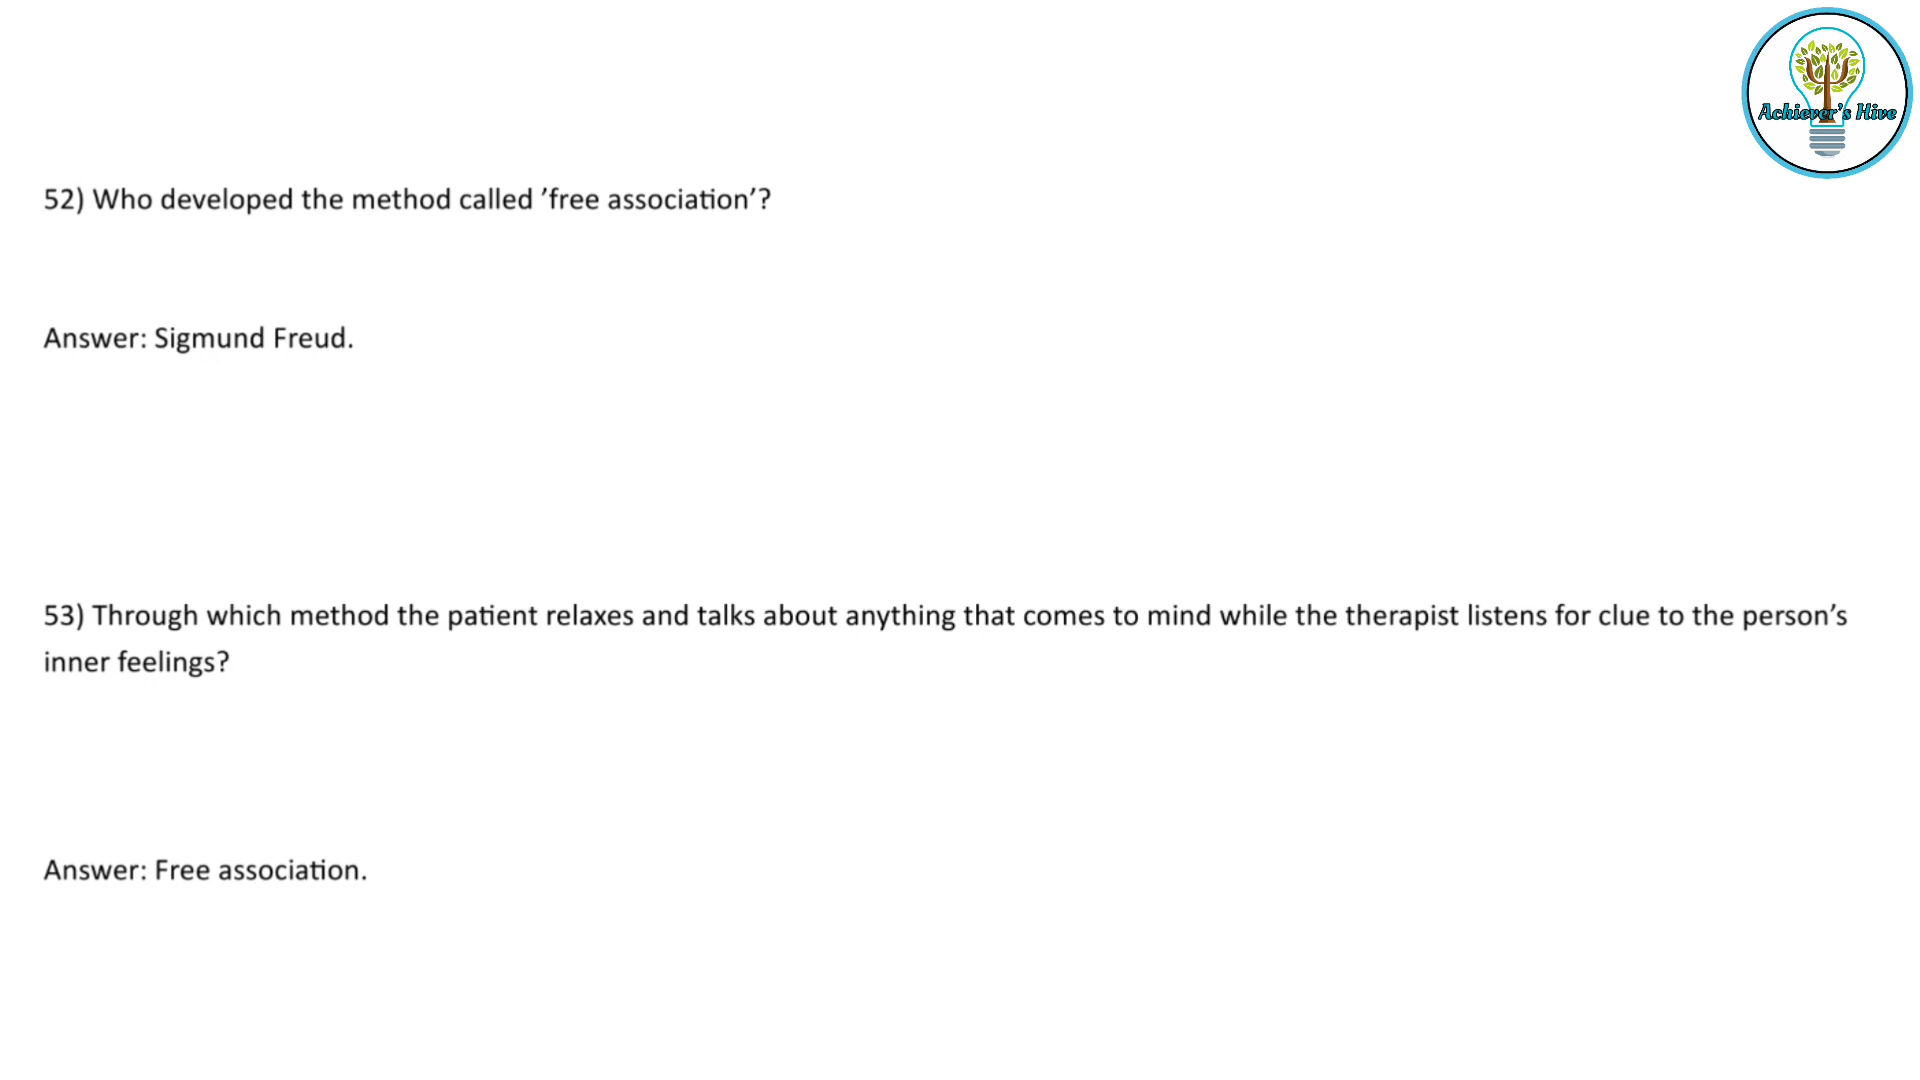 Achiever's Hive
52) Who developed the method called ’free association’?
Answer: Sigmund Freud.
53) Through which method the patient relaxes and talks about anything that comes to mind while the therapist listens for clue to the person’s
inner feelings?
Answer: Free association.